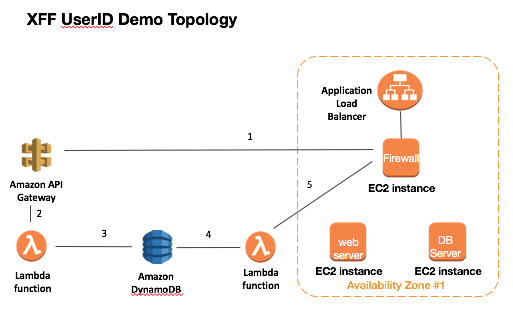 XFF UserID Demo Topology
Application
Load
Balancer
1
Firewall
EC2 instance
Amazon API
Gateway
5
2
3
4
Lambda
function
Amazon
DynamoDB
Lambda
function
web
server
EC2 instance
DB
Server
EC2 instance
Availability Zone #1